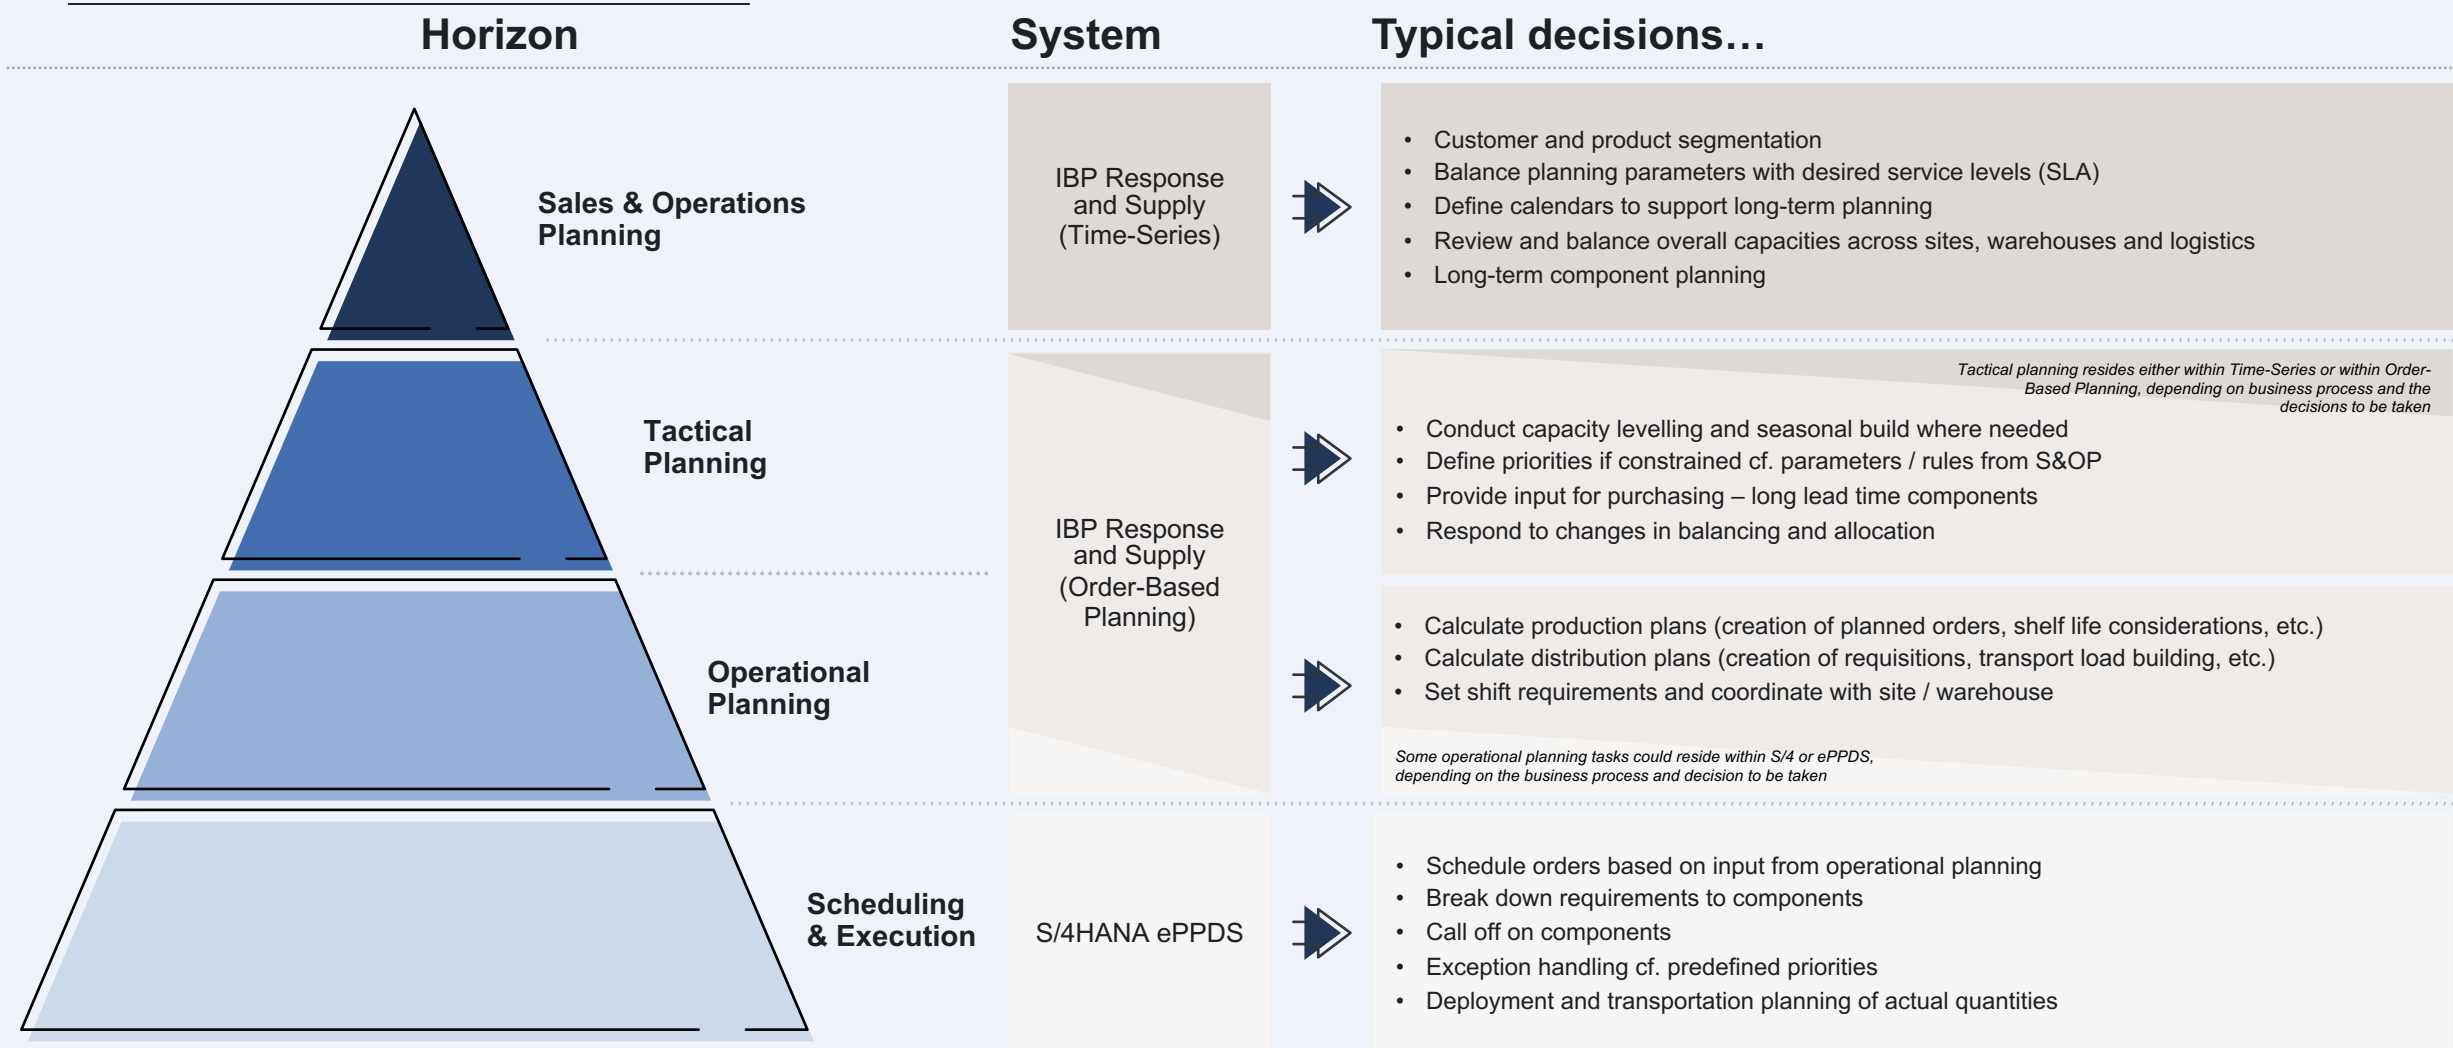 Horizon
System
Typical decisions…
Sales & Operations
Planning
IBP Response
and Supply
(Time-Series)
• Customer and product segmentation
• Balance planning parameters with desired service levels (SLA)
• Define calendars to support long-term planning
• Review and balance overall capacities across sites, warehouses and logistics
• Long-term component planning
Tactical
Planning
IBP Response
and Supply
(Order-Based
Planning)
Tactical planning resides either within Time-Series or within Order-
Based Planning, depending on business process and the
decisions to be taken
• Conduct capacity levelling and seasonal build where needed
• Define priorities if constrained cf. parameters / rules from S&OP
• Provide input for purchasing – long lead time components
• Respond to changes in balancing and allocation
Operational
Planning
• Calculate production plans (creation of planned orders, shelf life considerations, etc.)
• Calculate distribution plans (creation of requisitions, transport load building, etc.)
• Set shift requirements and coordinate with site / warehouse
Some operational planning tasks could reside within S/4 or ePPDS,
depending on the business process and decision to be taken
Scheduling
& Execution
S/4HANA ePPDS
• Schedule orders based on input from operational planning
• Break down requirements to components
• Call off on components
• Exception handling cf. predefined priorities
• Deployment and transportation planning of actual quantities